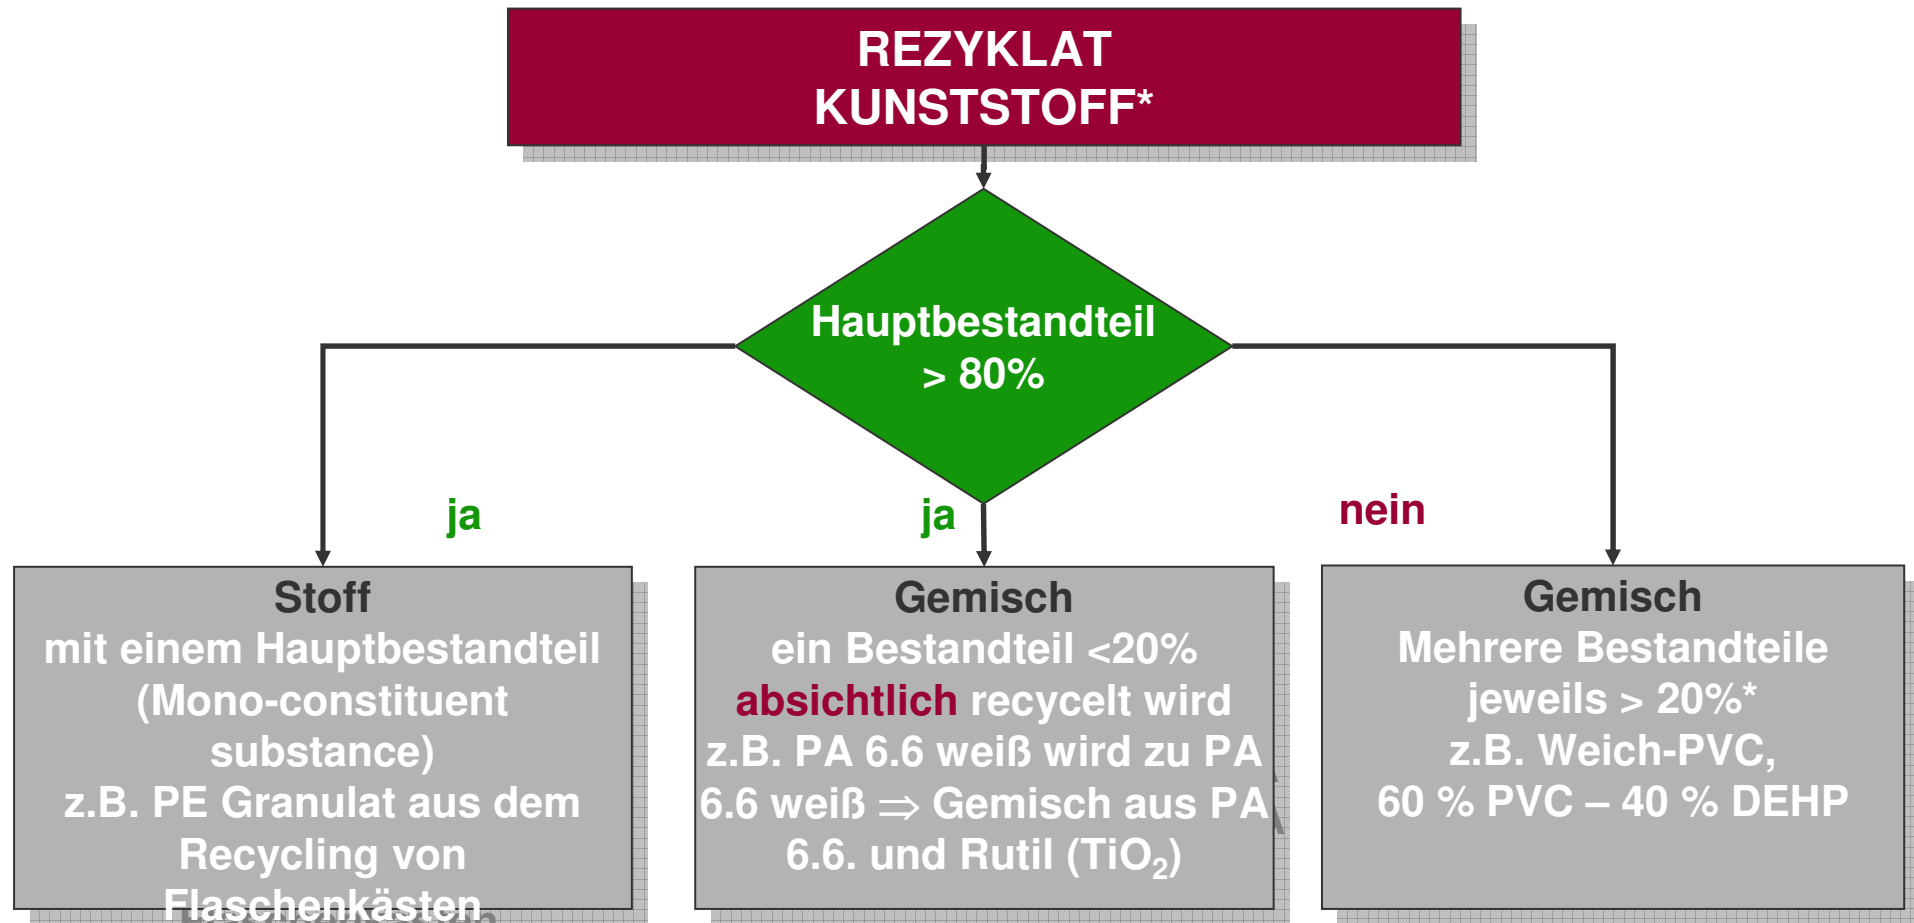 REZYKLAT
KUNSTSTOFF*
Hauptbestandteil
> 80%
ja
ja
nein
Stoff
mit einem Hauptbestandteil
(Mono-constituent
substance)
z.B. PE Granulat aus dem
Recycling von
Flaschenkästen
Gemisch
ein Bestandteil <20%
absichtlich recycelt wird
z.B. PA 6.6 weiß wird zu PA
6.6 weiß ⇒ Gemisch aus PA
6.6. und Rutil (TiO₂)
Gemisch
Mehrere Bestandteile
jeweils > 20%*
z.B. Weich-PVC,
60 % PVC – 40 % DEHP